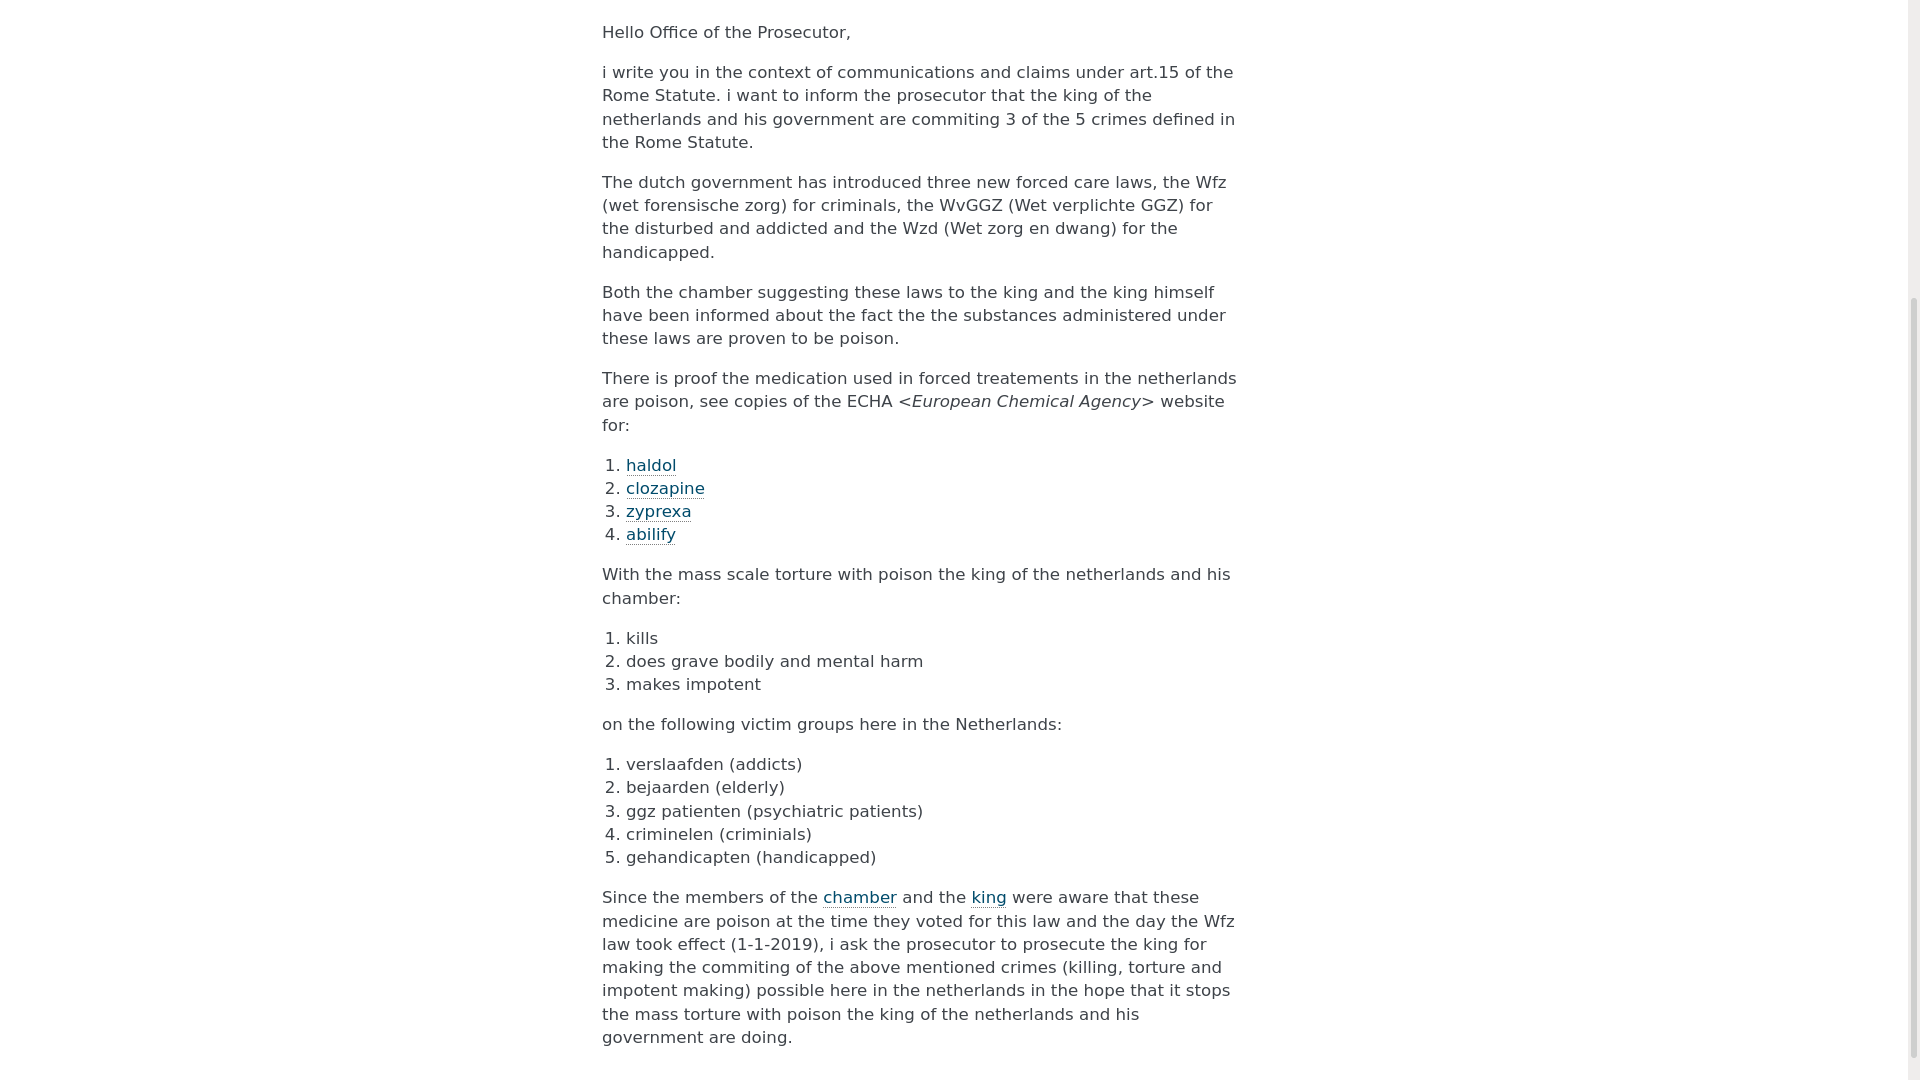 Hello Office of the Prosecutor,
i write you in the context of communications and claims under art.15 of the
Rome Statute. i want to inform the prosecutor that the king of the
netherlands and his government are commiting 3 of the 5 crimes defined in
the Rome Statute.
The dutch government has introduced three new forced care laws, the Wfz
(wet forensische zorg) for criminals, the WvGGZ (Wet verplichte GGZ) for
the disturbed and addicted and the Wzd (Wet zorg en dwang) for the
handicapped.
Both the chamber suggesting these laws to the king and the king himself
have been informed about the fact the the substances administered under
these laws are proven to be poison.
There is proof the medication used in forced treatements in the netherlands
are poison, see copies of the ECHA <European Chemical Agency> website
for:
1. haldol
2. clozapine
3. zyprexa
4. abilify
With the mass scale torture with poison the king of the netherlands and his
chamber:
1. kills
2. does grave bodily and mental harm
3. makes impotent
on the following victim groups here in the Netherlands:
1. verslaafden (addicts)
2. bejaarden (elderly)
3. ggz patienten (psychiatric patients)
4. criminelen (criminials)
5. gehandicapten (handicapped)
Since the members of the chamber and the king were aware that these
medicine are poison at the time they voted for this law and the day the Wfz
law took effect (1-1-2019), i ask the prosecutor to prosecute the king for
making the commiting of the above mentioned crimes (killing, torture and
impotent making) possible here in the netherlands in the hope that it stops
the mass torture with poison the king of the netherlands and his
government are doing.